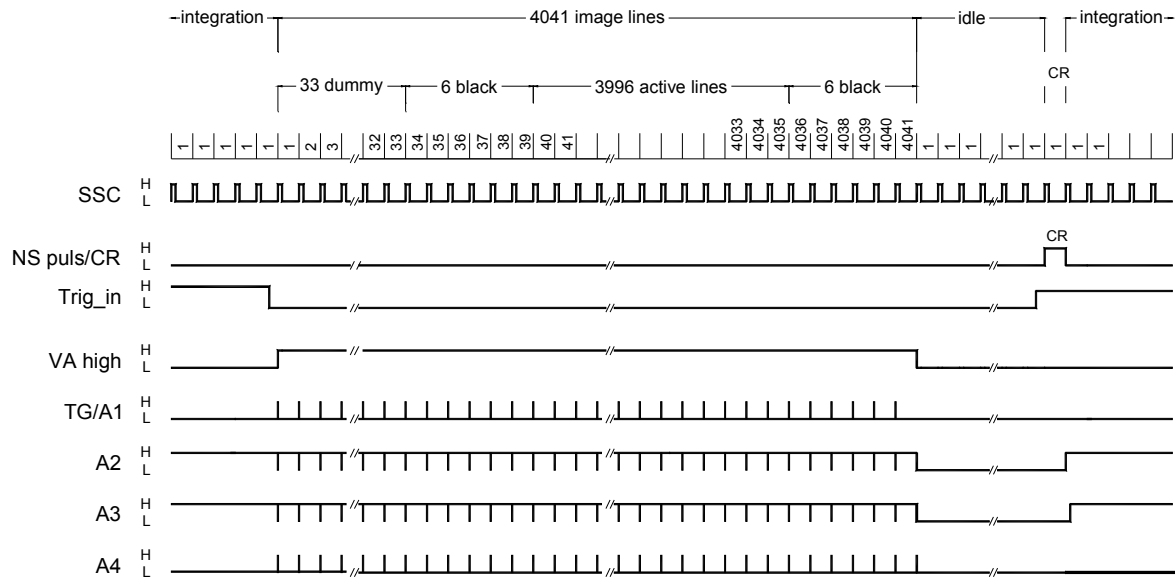 integration 4041 image lines idle integration
CR
33 dummy 6 black 3996 active lines 6 black
1 1 1 1 1 1 2 3 32 33 34 35 36 37 38 39 40 41 4033 4034 4035 4036 4037 4038 4039 4040 4041 1 1 1 1 1 1 1 1
SSC H L
CR
NS puls/CR H L
Trig_in H L
VA high H L
TG/A1 H L
A2 H L
A3 H L
A4 H L